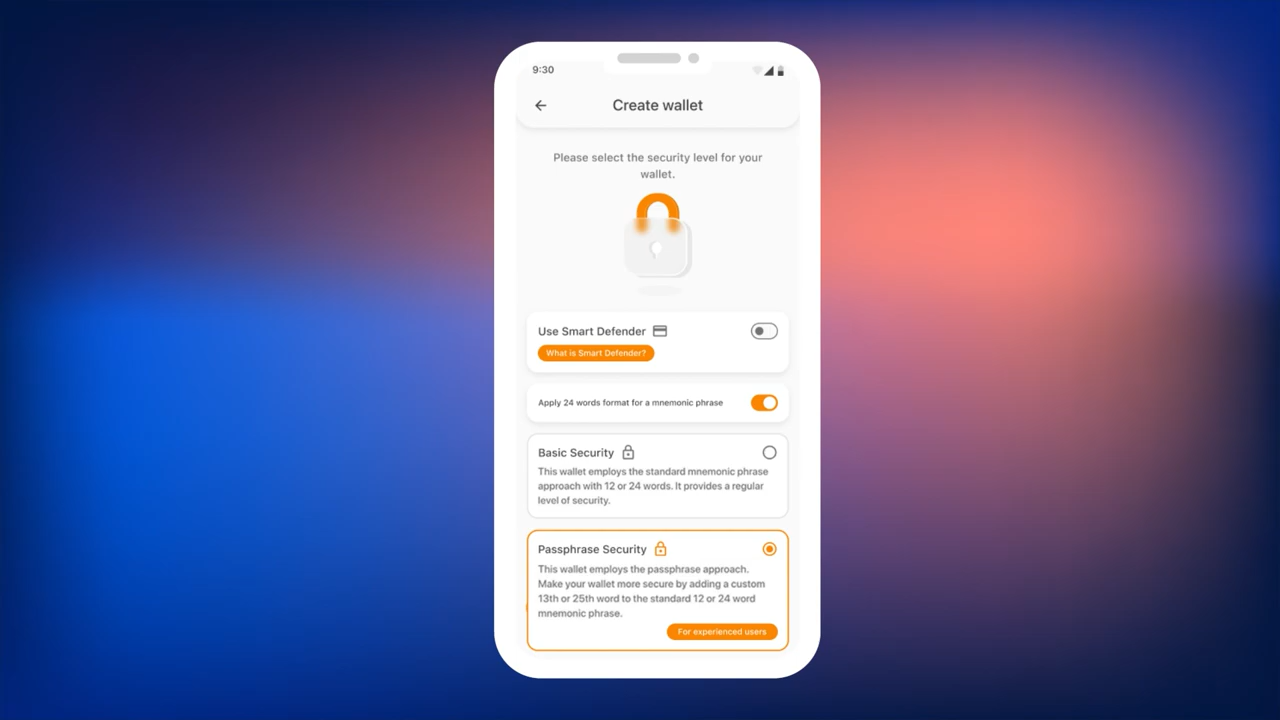 9:30
Create wallet
Please select the security level for your
wallet.
Use Smart Defender
What is Smart Defender?
Apply 24 words format for a mnemonic phrase
Basic Security
This wallet employs the standard mnemonic phrase
approach with 12 or 24 words. It provides a regular
level of security.
Passphrase Security
This wallet employs the passphrase approach.
Make your wallet more secure by adding a custom
13th or 25th word to the standard 12 or 24 word
mnemonic phrase.
For experienced users